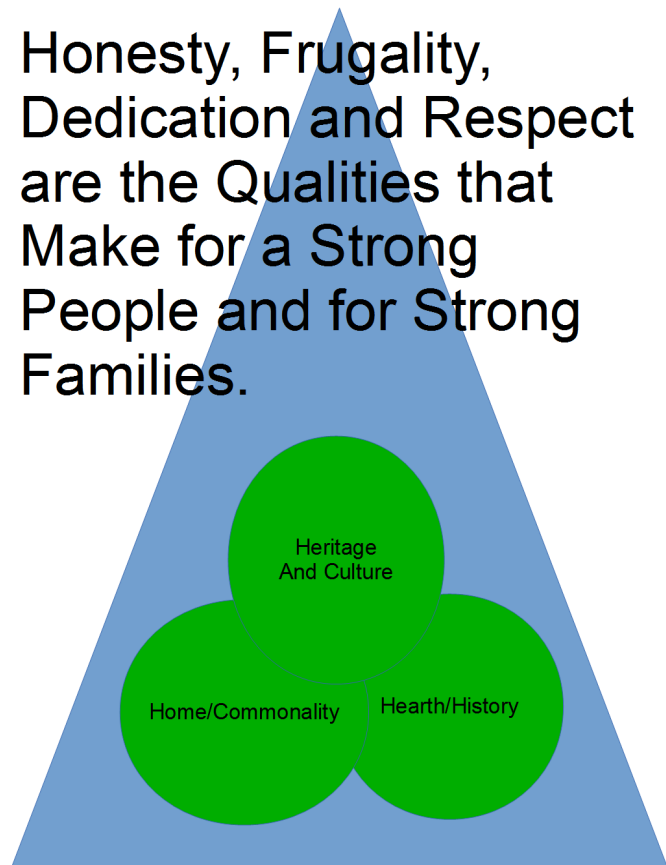 Honesty, Frugality,
Dedication and Respect
are the Qualities that
Make for a Strong
People and for Strong
Families.
Heritage
And Culture
Home/Commonality
Hearth/History